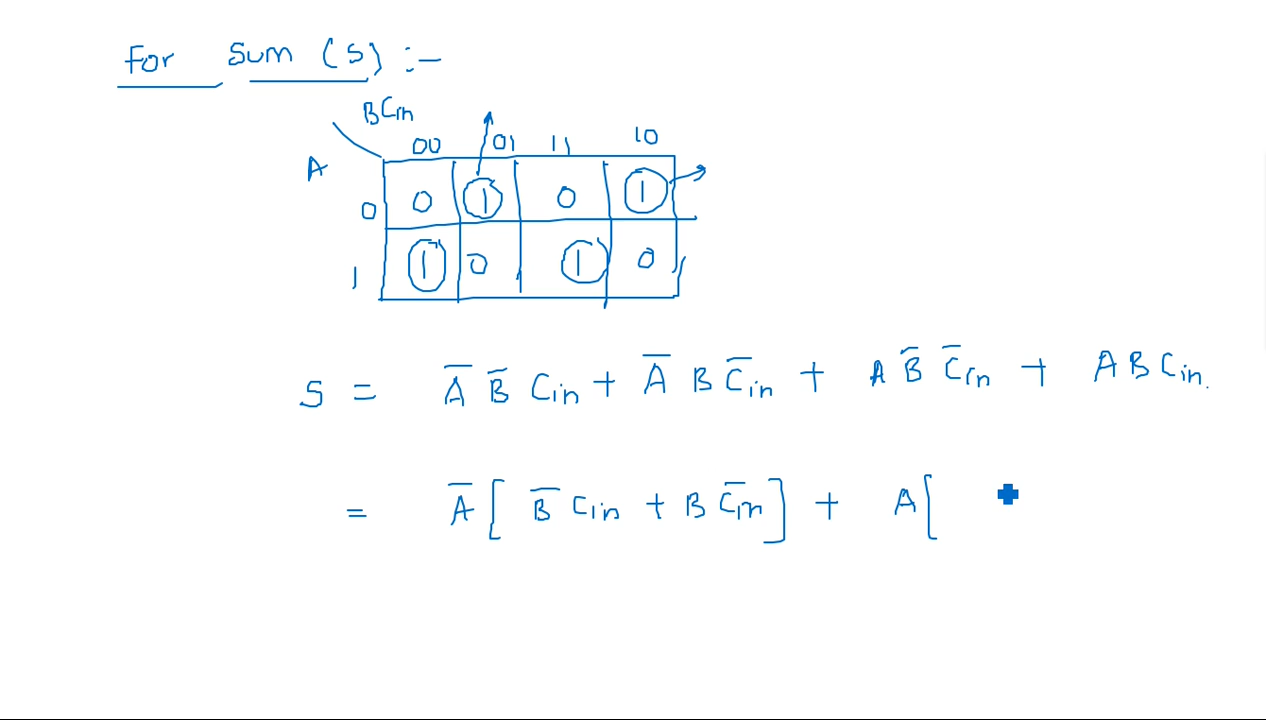 For Sum (S) :-
BCin
00 01 11 10
A
0 0 1 0 1
1 1 0 1 0
S = A̅ B̅ Cin + A̅ B C̅in + A B̅ C̅in + A B Cin.
= A̅ [ B̅ Cin + B C̅in ] + A [